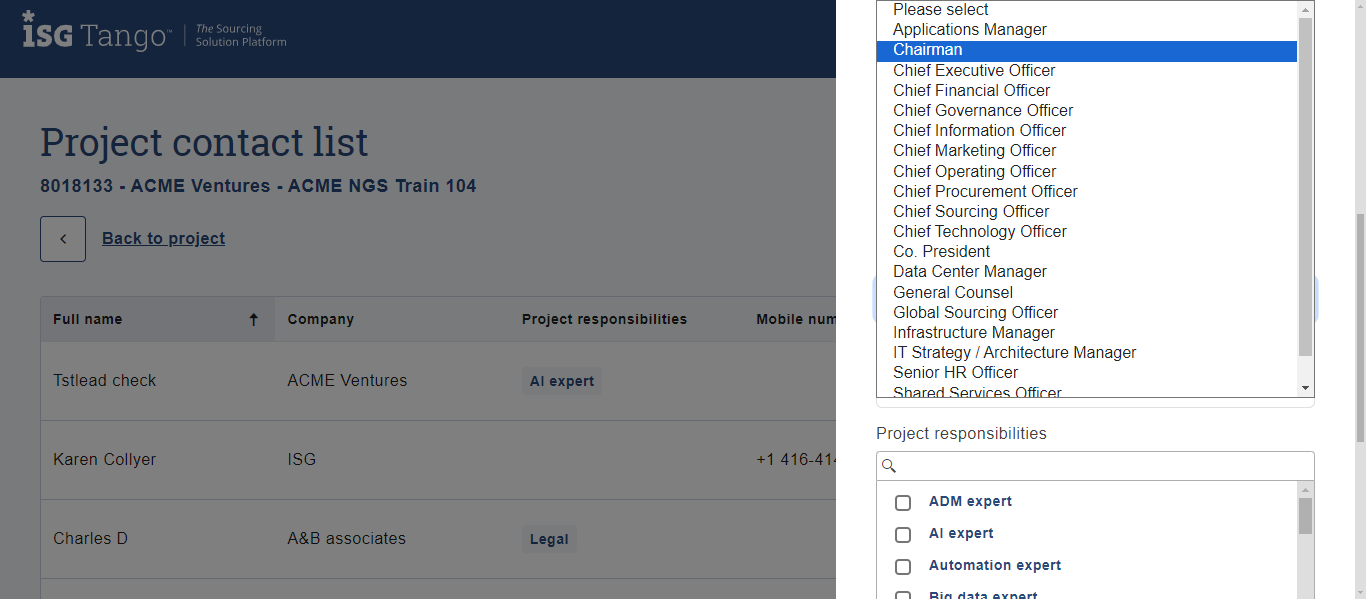 ISG Tango™ The Sourcing
Solution Platform
Project contact list
8018133 - ACME Ventures - ACME NGS Train 104
Back to project
Full name Company Project responsibilities Mobile num
Tstlead check ACME Ventures AI expert
Karen Collyer ISG +1 416-414
Charles D A&B associates Legal
Please select
Applications Manager
Chairman
Chief Executive Officer
Chief Financial Officer
Chief Governance Officer
Chief Information Officer
Chief Marketing Officer
Chief Operating Officer
Chief Procurement Officer
Chief Sourcing Officer
Chief Technology Officer
Co. President
Data Center Manager
General Counsel
Global Sourcing Officer
Infrastructure Manager
IT Strategy / Architecture Manager
Senior HR Officer
Shared Services Officer
Project responsibilities
ADM expert
AI expert
Automation expert
Big data expert